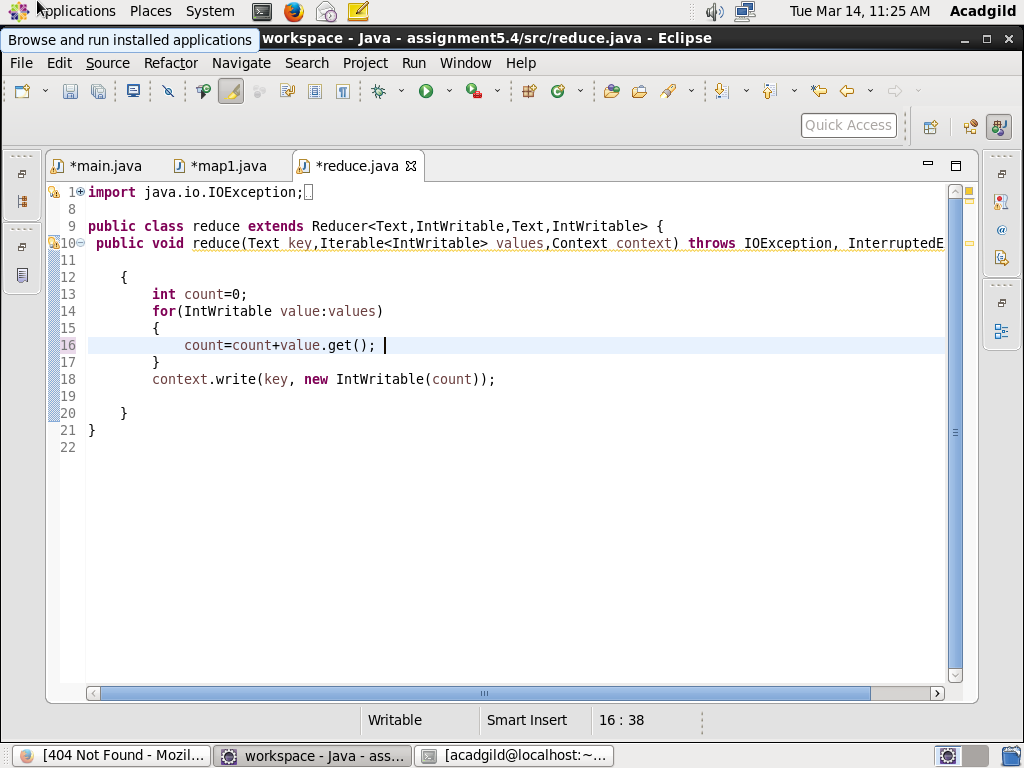 Applications Places System Tue Mar 14, 11:25 AM Acadgild
Browse and run installed applications
workspace - Java - assignment5.4/src/reduce.java - Eclipse
File Edit Source Refactor Navigate Search Project Run Window Help
Quick Access
*main.java *map1.java *reduce.java
1 import java.io.IOException;
8
9 public class reduce extends Reducer<Text,IntWritable,Text,IntWritable> {
10 public void reduce(Text key,Iterable<IntWritable> values,Context context) throws IOException, InterruptedE
11
12 {
13 int count=0;
14 for(IntWritable value:values)
15 {
16 count=count+value.get();
17 }
18 context.write(key, new IntWritable(count));
19
20 }
21 }
22
Writable Smart Insert 16 : 38
[404 Not Found - Mozil... workspace - Java - ass... [acadgild@localhost:~...